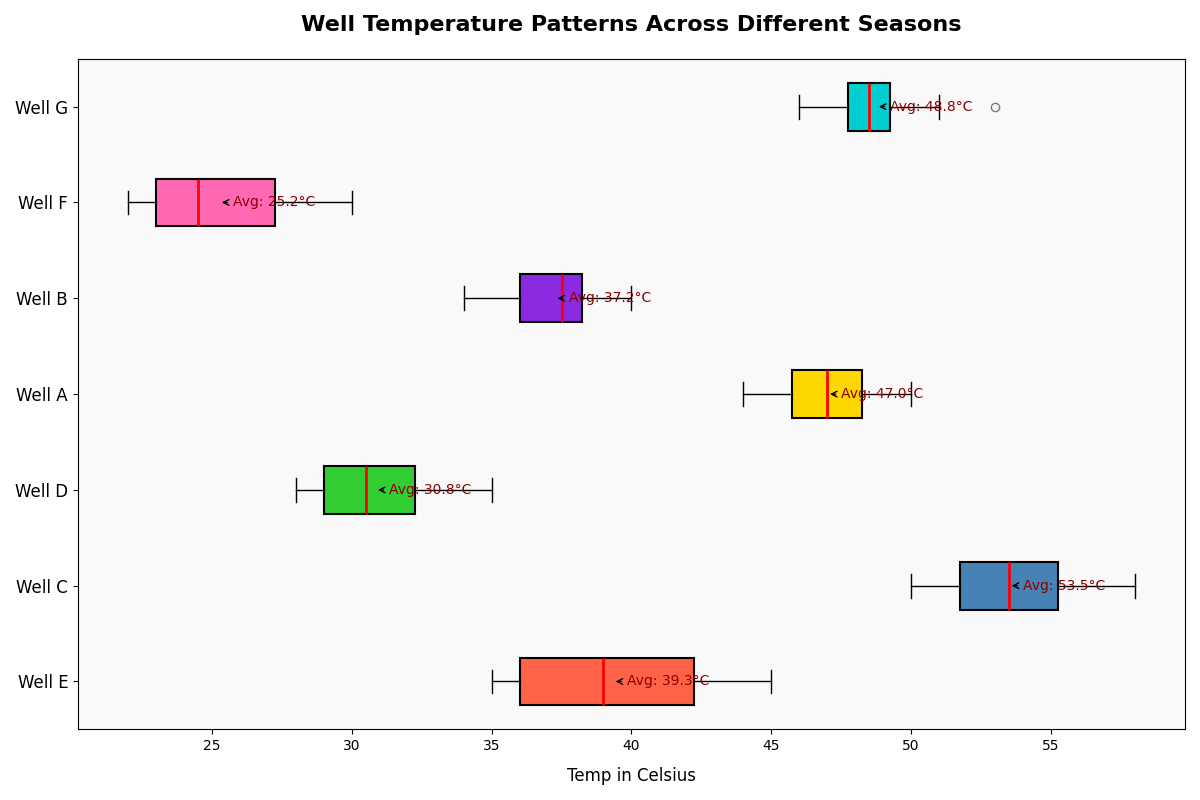 Well Temperature Patterns Across Different Seasons
Well G
Avg: 48.8°C
Well F
Avg: 25.2°C
Well B
Avg: 37.2°C
Well A
Avg: 47.0°C
Well D
Avg: 30.8°C
Well C
Avg: 53.5°C
Well E
Avg: 39.3°C
25 30 35 40 45 50 55
Temp in Celsius